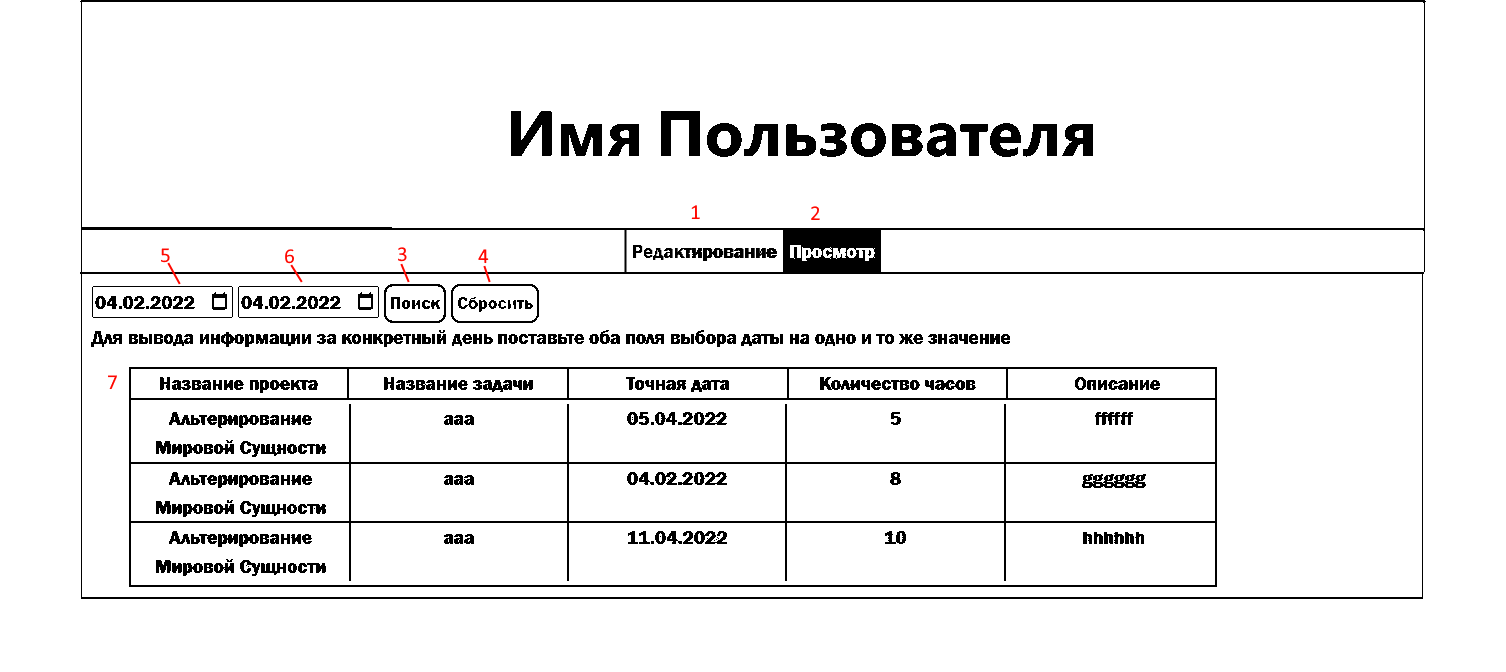 Имя Пользователя
1 2
Редактирование Просмотр
5 6 3 4
04.02.2022 04.02.2022 Поиск Сбросить
Для вывода информации за конкретный день поставьте оба поля выбора даты на одно и то же значение
7 Название проекта Название задачи Точная дата Количество часов Описание
Альтерирование ааа 05.04.2022 5 ffffff
Мировой Сущности
Альтерирование ааа 04.02.2022 8 gggggg
Мировой Сущности
Альтерирование ааа 11.04.2022 10 hhhhhh
Мировой Сущности